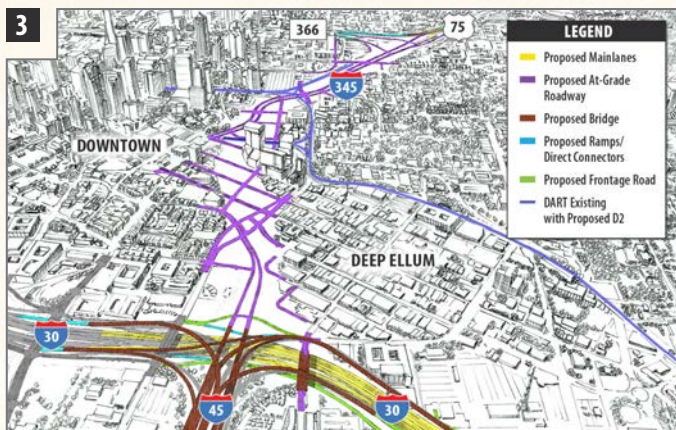 3
366
75
345
DOWNTOWN
DEEP ELLUM
30
45
30
LEGEND
Proposed Mainlanes
Proposed At-Grade
Roadway
Proposed Bridge
Proposed Ramps/
Direct Connectors
Proposed Frontage Road
DART Existing
with Proposed D2